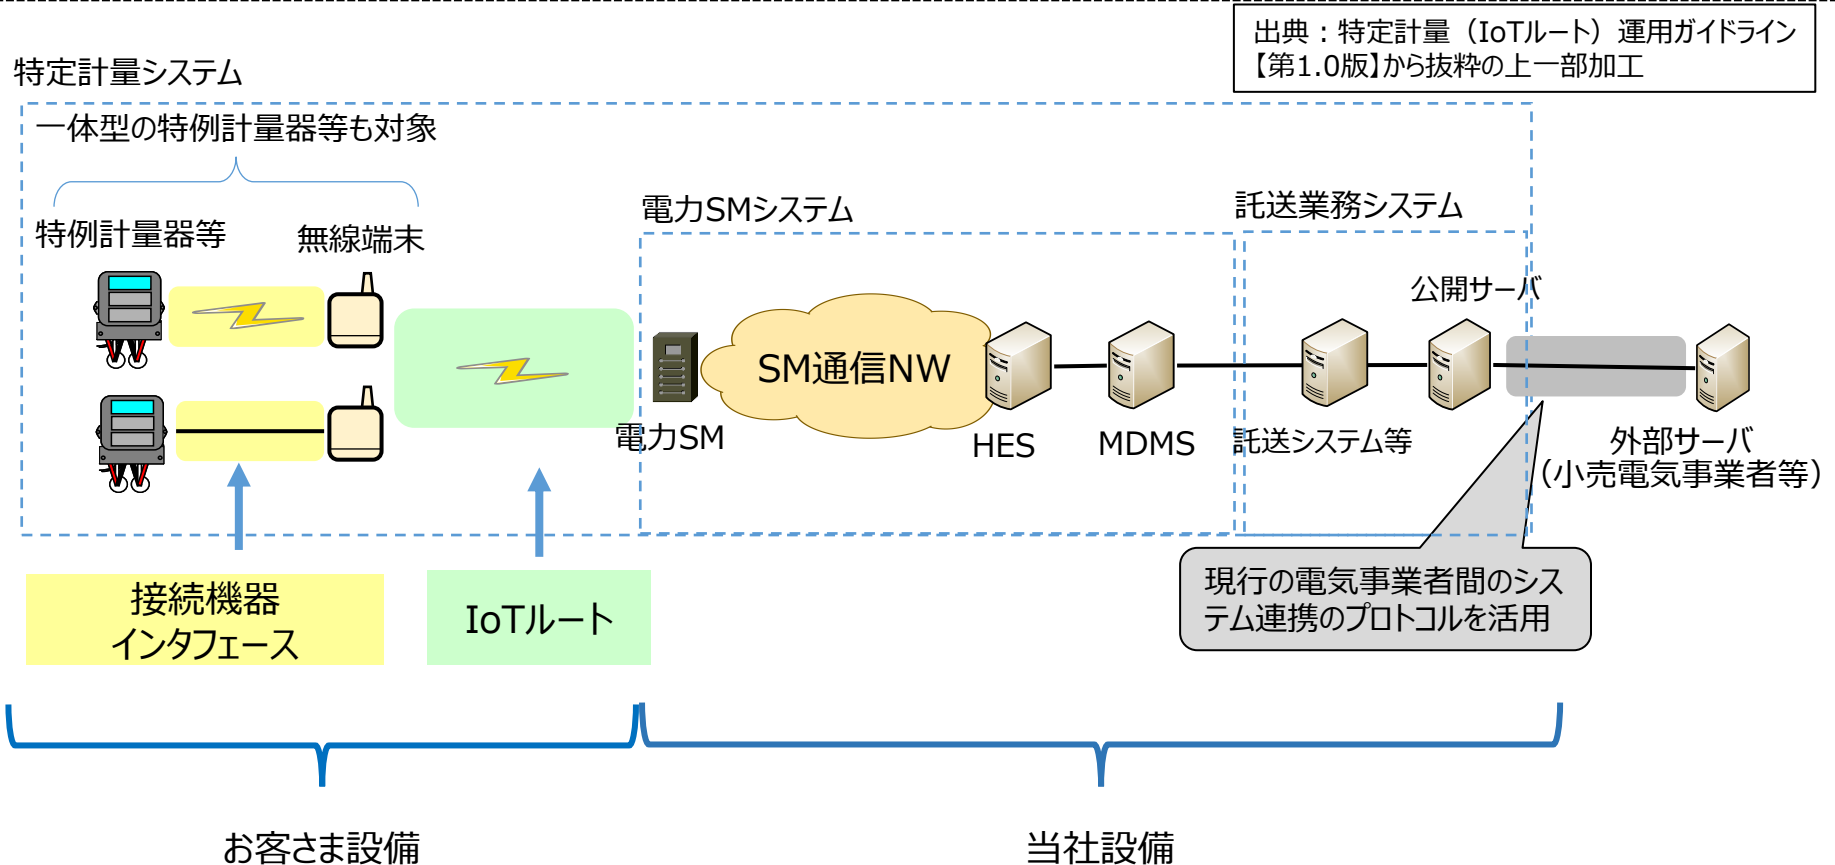 出典：特定計量（IoTルート）運用ガイドライン
【第1.0版】から抜粋の上一部加工
特定計量システム
一体型の特例計量器等も対象
特例計量器等
無線端末
電力SMシステム
託送業務システム
公開サーバ
SM通信NW
電力SM
HES
MDMS
託送システム等
外部サーバ
（小売電気事業者等）
接続機器
インタフェース
IoTルート
現行の電気事業者間のシス
テム連携のプロトコルを活用
お客さま設備
当社設備